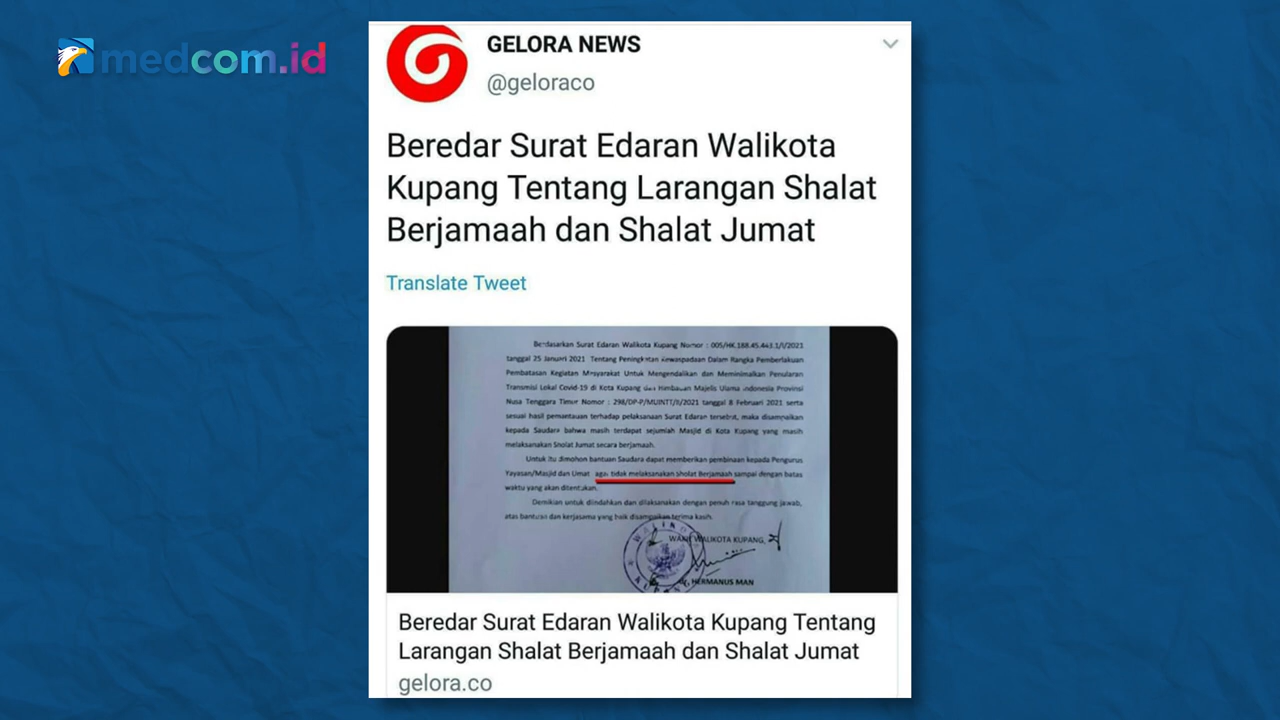 medcom.id
GELORA NEWS
@geloraco
Beredar Surat Edaran Walikota
Kupang Tentang Larangan Shalat
Berjamaah dan Shalat Jumat
Translate Tweet
Berdasarkan Surat Edaran Walikota Kupang Nomor : 005/HK.188.45.443.1/I/2021
tanggal 25 Januari 2021 Tentang Peningkatan Kewaspadaan Dalam Rangka Pemberlakuan
Pembatasan Kegiatan Masyarakat Untuk Mengendalikan dan Meminimalkan Penularan
Transmisi Lokal Covid-19 di Kota Kupang dan Himbauan Majelis Ulama Indonesia Provinsi
Nusa Tenggara Timur Nomor : 298/DP-P/MUINTT/II/2021 tanggal 8 Februari 2021 serta
sesuai hasil pemantauan terhadap pelaksanaan Surat Edaran tersebut, maka disampaikan
kepada Saudara bahwa masih terdapat sejumlah Masjid di Kota Kupang yang masih
melaksanakan Sholat Jumat secara berjamaah.
Untuk itu dimohon bantuan Saudara dapat memberikan pembinaan kepada Pengurus
Yayasan/Masjid dan Umat agar tidak melaksanakan sholat Berjamaah sampai dengan batas
waktu yang akan ditentukan.
Demikian untuk diindahkan dan dilaksanakan dengan penuh rasa tanggung jawab,
atas bantuan dan kerjasama yang baik disampaikan terima kasih.
WAKIL WALIKOTA KUPANG,
HERMANUS MAN
Beredar Surat Edaran Walikota Kupang Tentang
Larangan Shalat Berjamaah dan Shalat Jumat
gelora.co